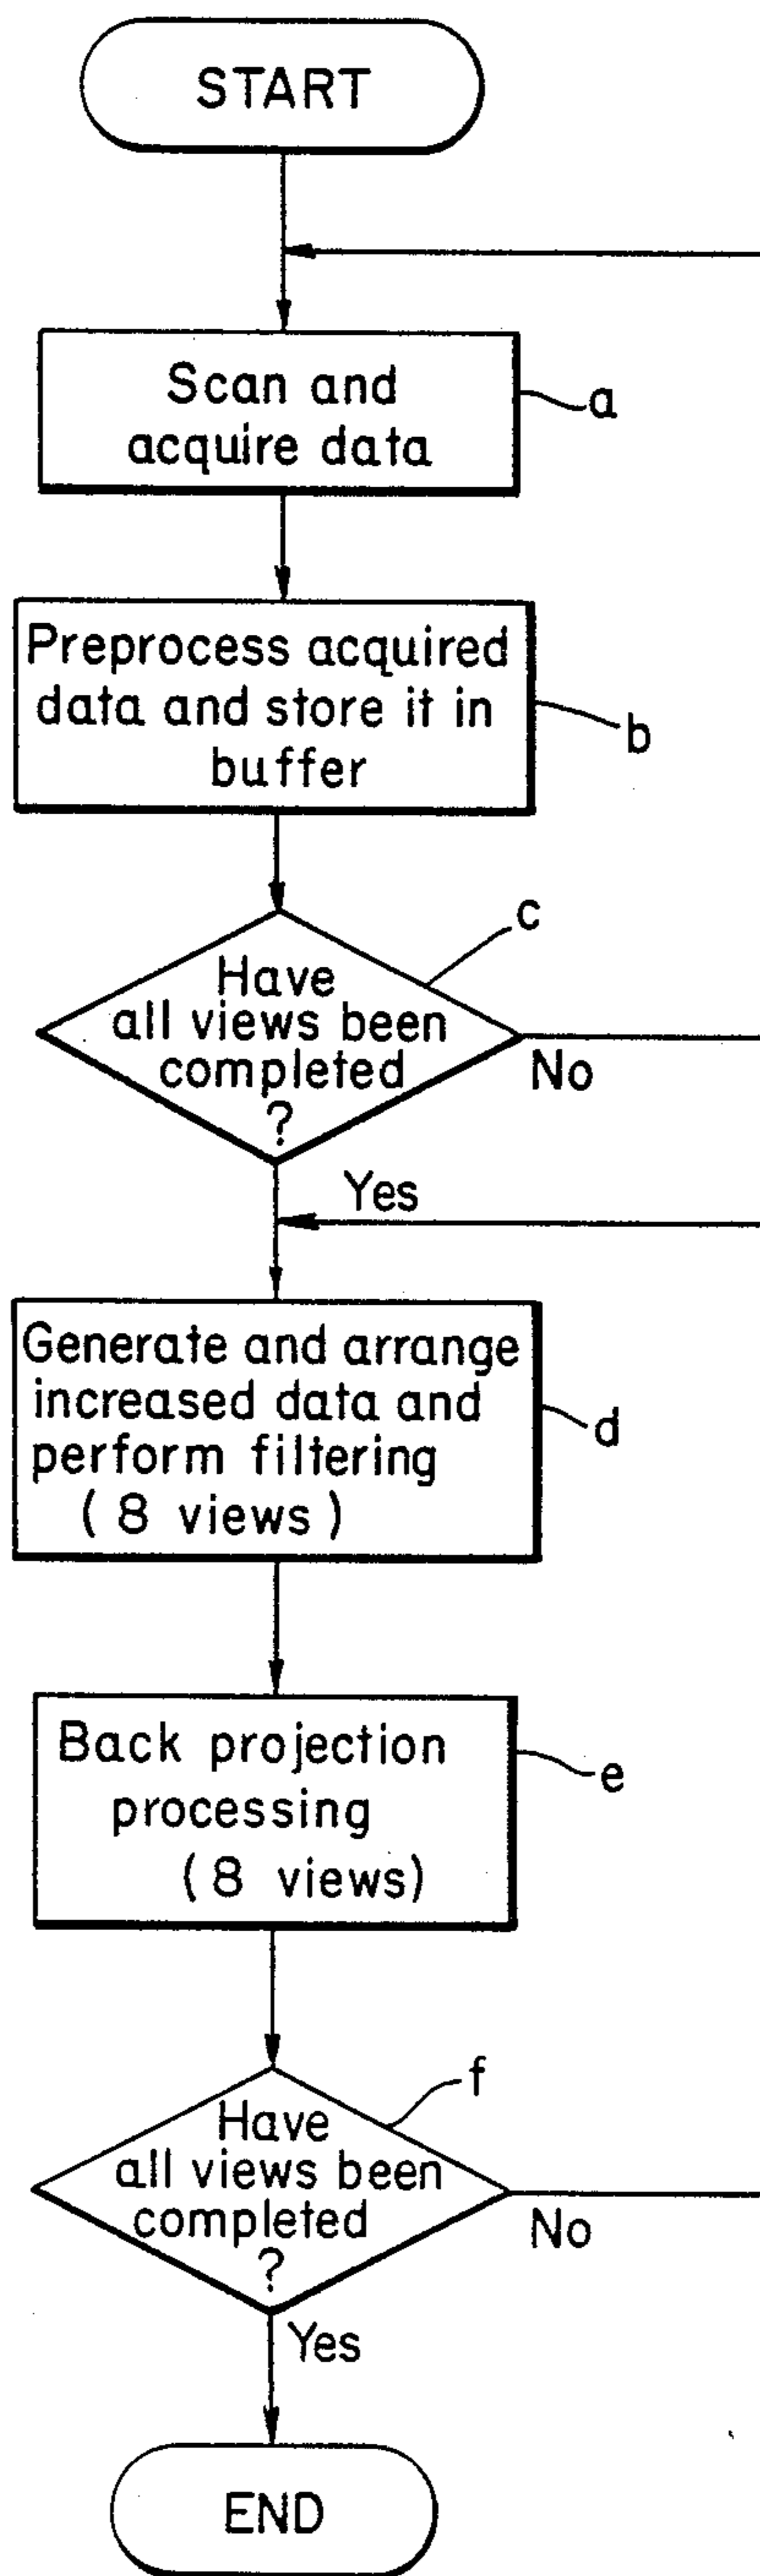 START
Scan and
acquire data
a
Preprocess acquired
data and store it in
buffer
b
c
Have
all views been
completed
?
No
Yes
Generate and arrange
increased data and
perform filtering
( 8 views )
d
Back projection
processing
( 8 views)
e
f
Have
all views been
completed
?
No
Yes
END